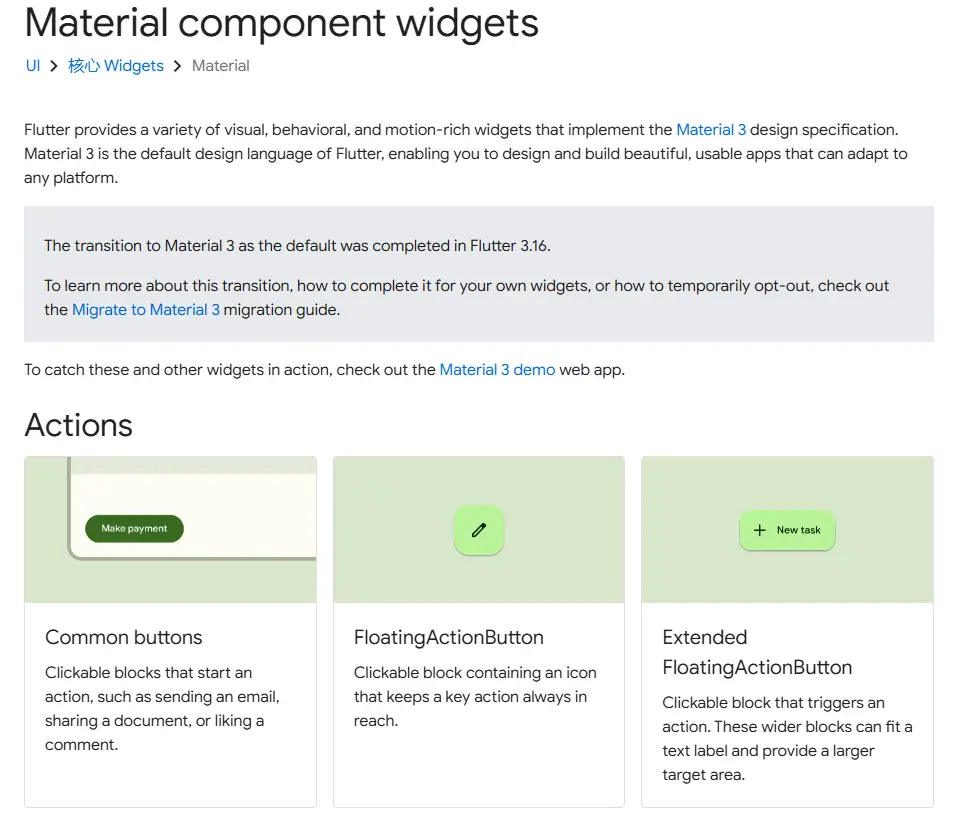 Material component widgets
UI > 核心 Widgets > Material
Flutter provides a variety of visual, behavioral, and motion-rich widgets that implement the Material 3 design specification.
Material 3 is the default design language of Flutter, enabling you to design and build beautiful, usable apps that can adapt to
any platform.
The transition to Material 3 as the default was completed in Flutter 3.16.
To learn more about this transition, how to complete it for your own widgets, or how to temporarily opt-out, check out
the Migrate to Material 3 migration guide.
To catch these and other widgets in action, check out the Material 3 demo web app.
Actions
Make payment
Common buttons
Clickable blocks that start an
action, such as sending an email,
sharing a document, or liking a
comment.
FloatingActionButton
Clickable block containing an icon
that keeps a key action always in
reach.
New task
Extended
FloatingActionButton
Clickable block that triggers an
action. These wider blocks can fit a
text label and provide a larger
target area.